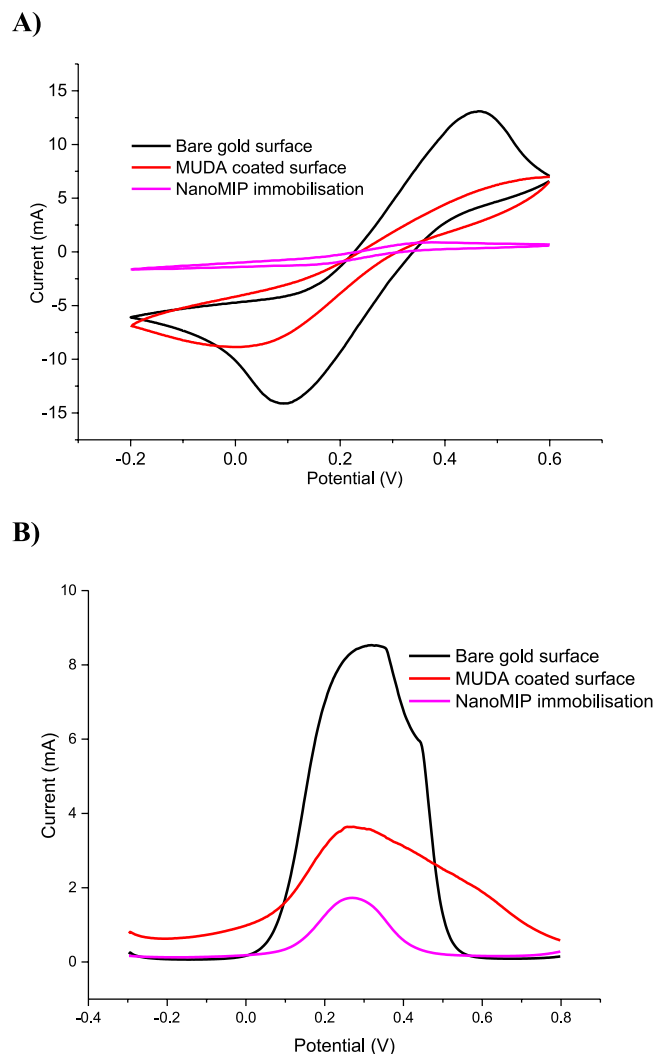 A)
15
10
5
0
-5
-10
-15
Current (mA)
Bare gold surface
MUDA coated surface
NanoMIP immobilisation
-0.2 0.0 0.2 0.4 0.6
Potential (V)
B)
10
8
6
4
2
0
Current (mA)
Bare gold surface
MUDA coated surface
NanoMIP immobilisation
-0.4 -0.2 0.0 0.2 0.4 0.6 0.8
Potential (V)